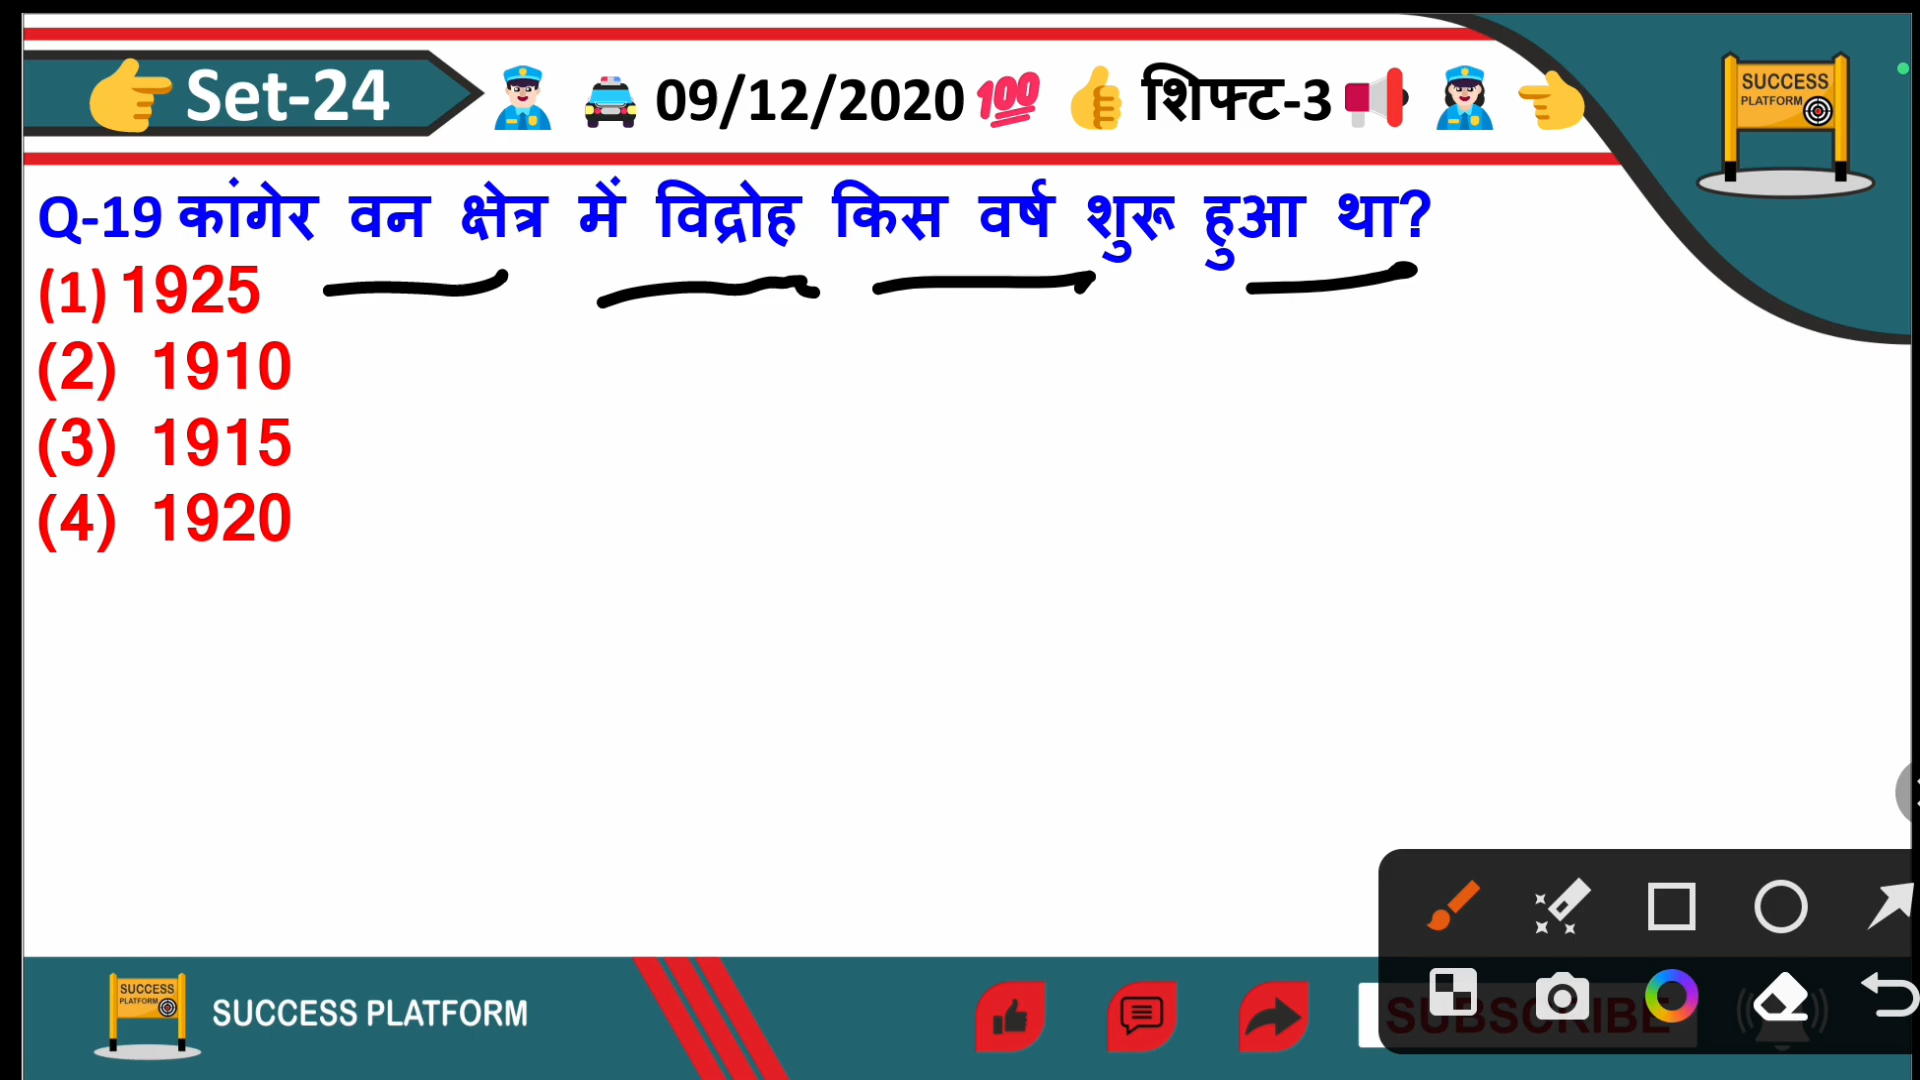 Set-24 09/12/2020 शिफ्ट-3
SUCCESS
PLATFORM
Q-19 कांगेर वन क्षेत्र में विद्रोह किस वर्ष शुरू हुआ था?
(1) 1925
(2) 1910
(3) 1915
(4) 1920
SUCCESS
PLATFORM
SUCCESS PLATFORM
SUBSCRIBE